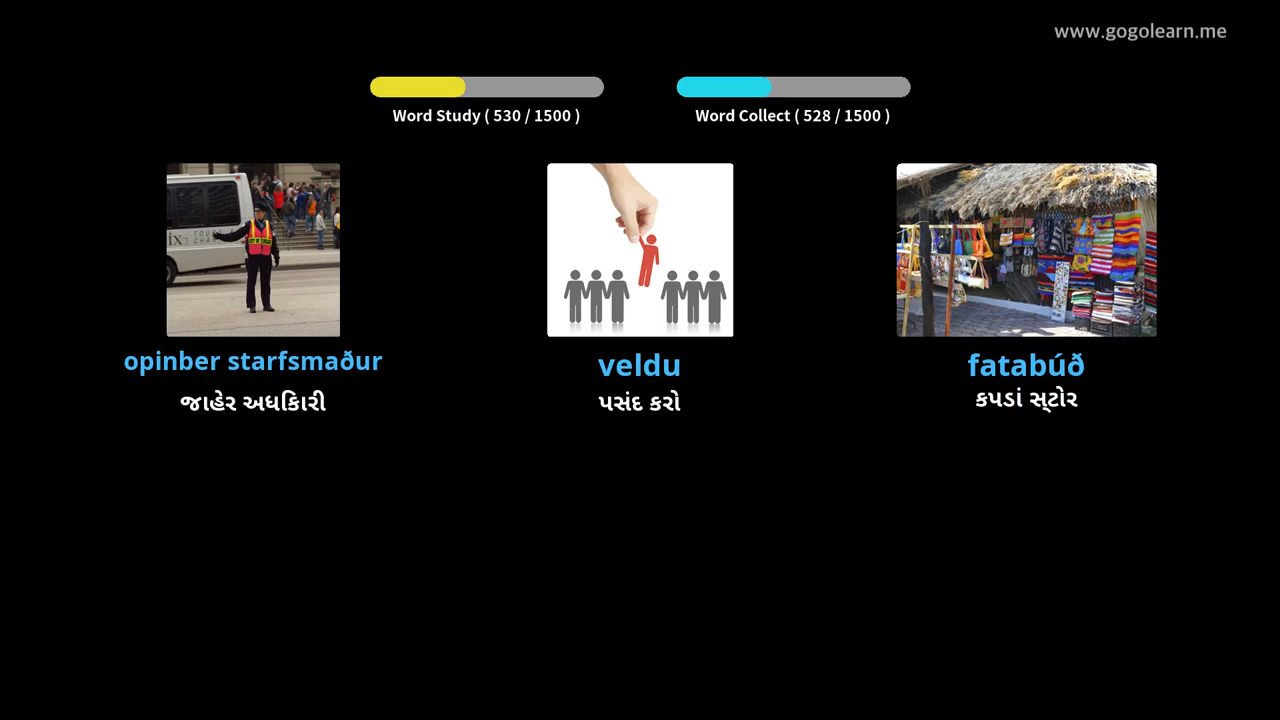 www.gogolearn.me
Word Study ( 530 / 1500 )
Word Collect ( 528 / 1500 )
opinber starfsmaður
veldu
fatabúð
જાહેર અધિકારી
પસંદ કરો
કપડાં સ્ટોર